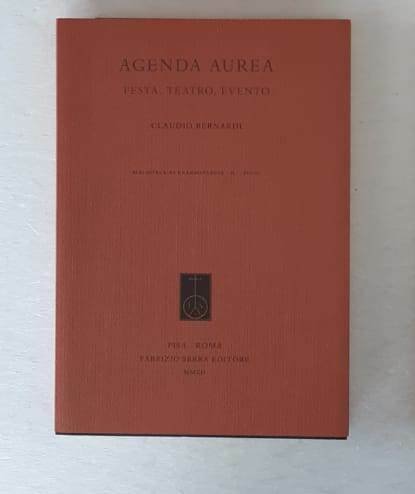 AGENDA AUREA
FESTA, TEATRO, EVENTO
CLAUDIO BERNARDI
PISA · ROMA
FABRIZIO SERRA EDITORE
MMXII